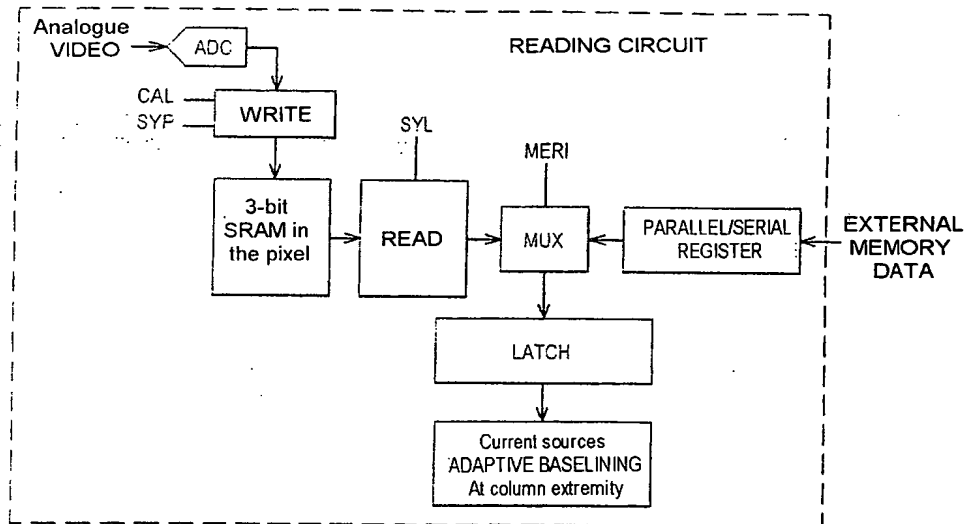 Analogue
VIDEO
ADC
READING CIRCUIT
CAL
SYP
WRITE
SYL
MERI
3-bit
SRAM in
the pixel
READ
MUX
PARALLEL/SERIAL
REGISTER
EXTERNAL
MEMORY
DATA
LATCH
Current sources
ADAPTIVE BASELINING
At column extremity